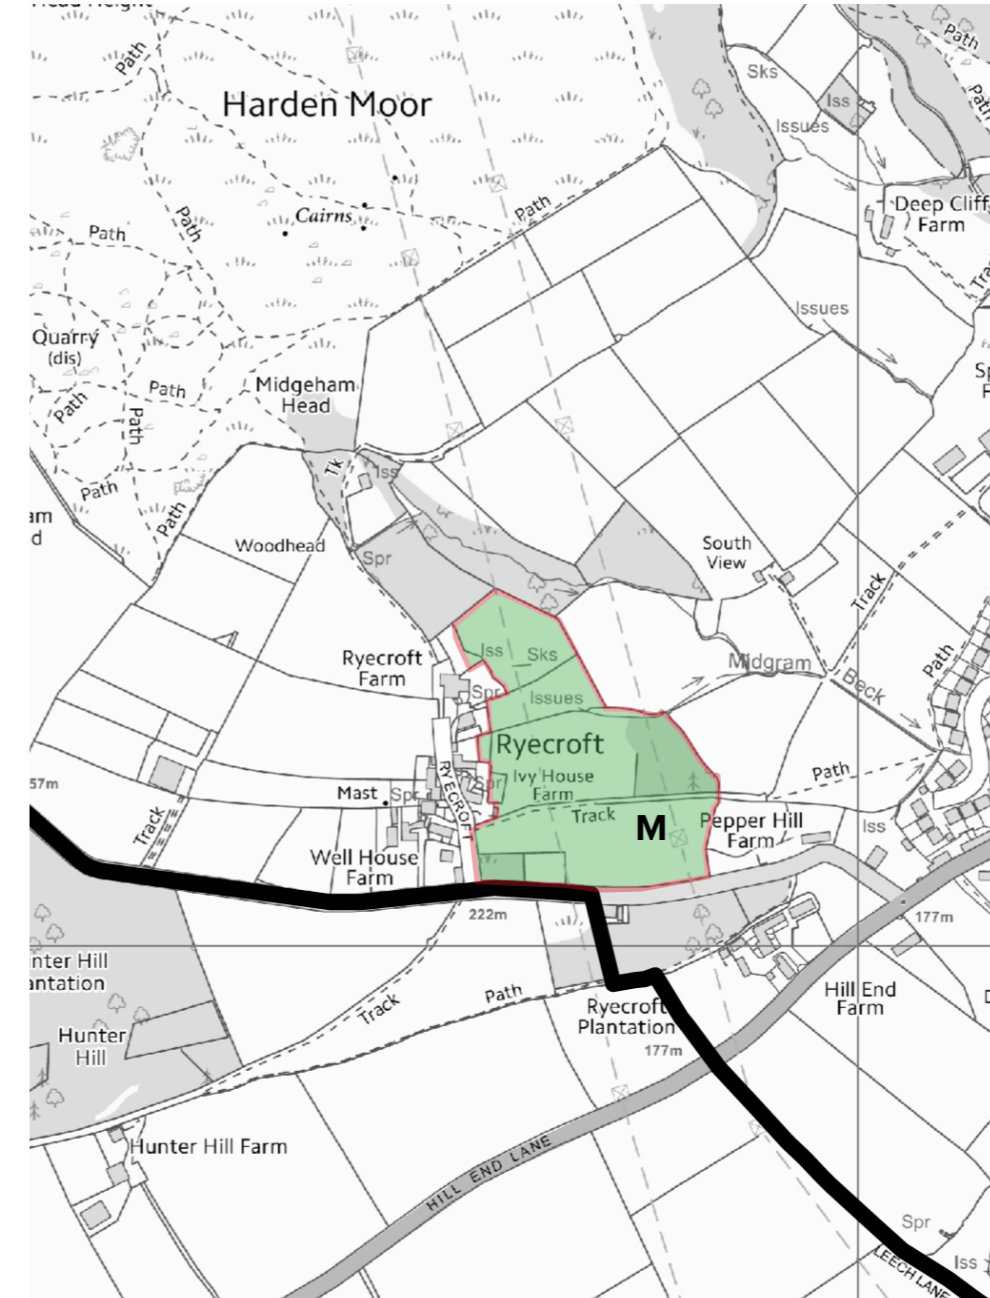 Path
Path
Sks
Iss
Path
Harden Moor
Issues
Path
Path
Path
Cairns
Deep Cliff
Farm
Issues
Quarry
(dis)
Path
Midgeham
Head
Path
Path
Tk
Iss
Path
Path
Woodhead
Spr
South
View
Track
Path
Iss
Sks
Ryecroft
Farm
Midgram
Beck
Spr
Issues
Ryecroft
Ivy House
Farm
Spr
Path
57m
Mast
Spr
RYECROFT
Track
M
Pepper Hill
Farm
Iss
Track
Well House
Farm
222m
177m
Track
Path
Hill End
Farm
Ryecroft
Plantation
177m
Hunter
Hill
Hunter Hill Farm
HILL END LANE
Spr
LEECH LANE
Iss